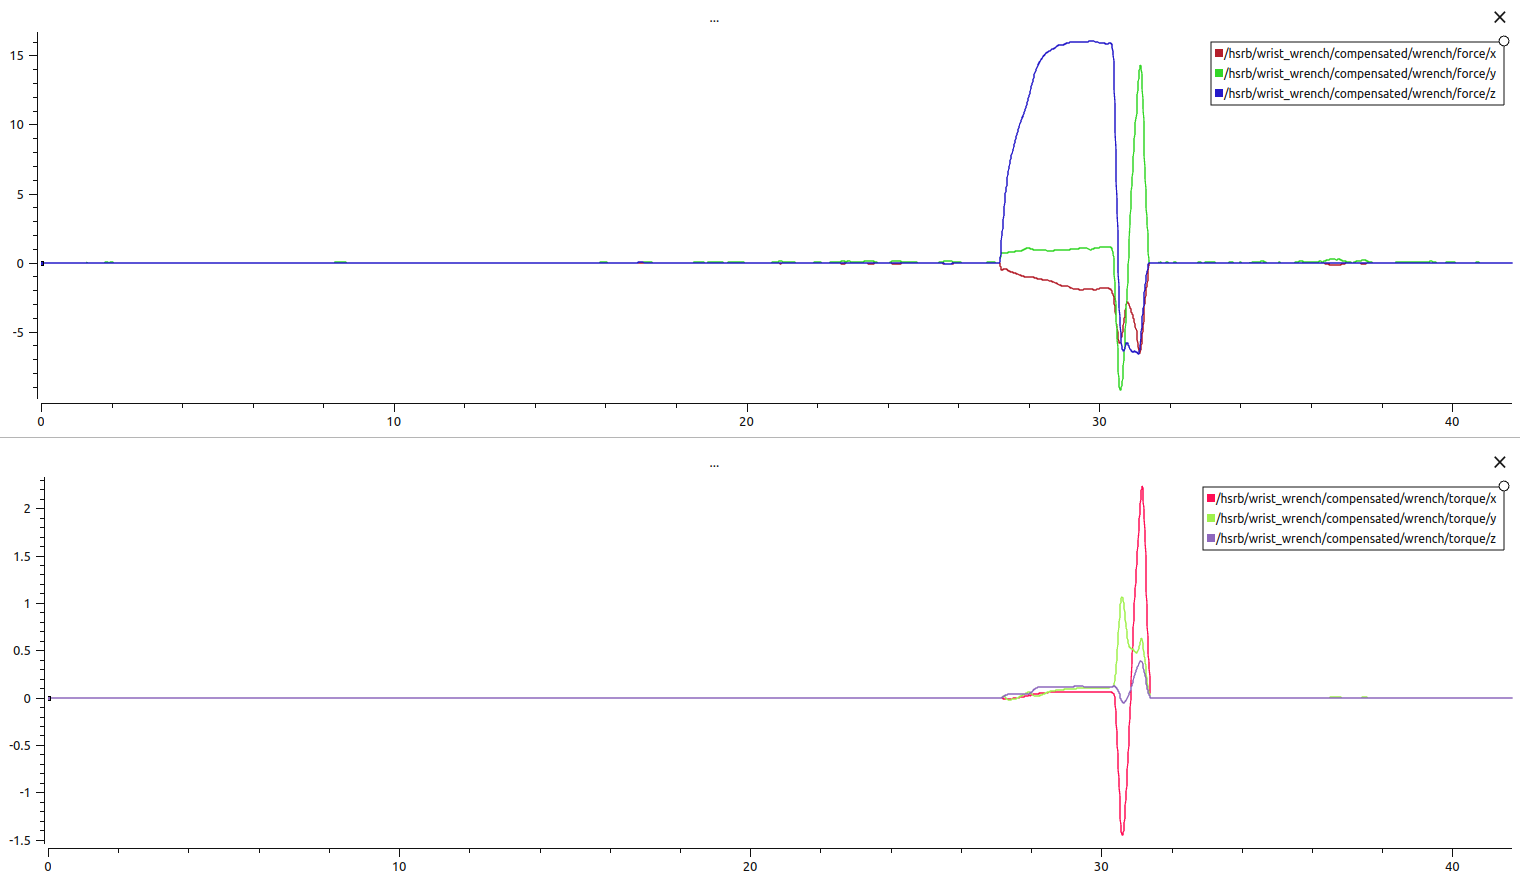 ...
15
10
5
0
-5
0 10 20 30 40
/hsrb/wrist_wrench/compensated/wrench/force/x
/hsrb/wrist_wrench/compensated/wrench/force/y
/hsrb/wrist_wrench/compensated/wrench/force/z
...
2
1.5
1
0.5
0
-0.5
-1
-1.5
0 10 20 30 40
/hsrb/wrist_wrench/compensated/wrench/torque/x
/hsrb/wrist_wrench/compensated/wrench/torque/y
/hsrb/wrist_wrench/compensated/wrench/torque/z